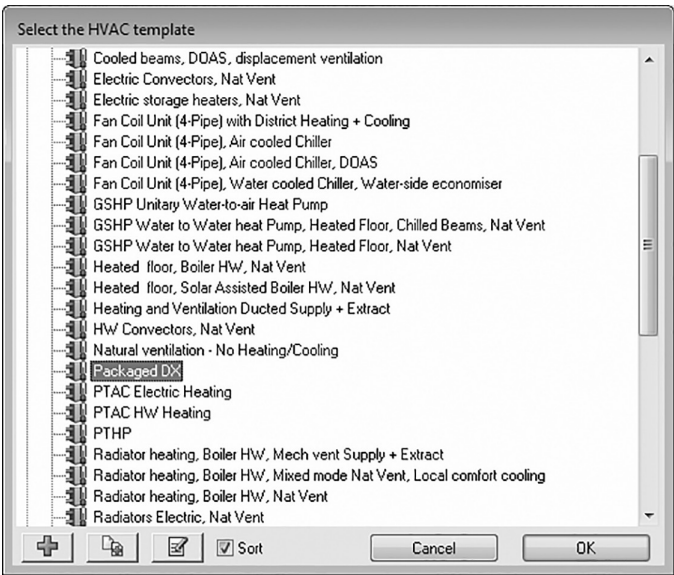 Select the HVAC template
Cooled beams, DOAS, displacement ventilation
Electric Convectors, Nat Vent
Electric storage heaters, Nat Vent
Fan Coil Unit (4-Pipe) with District Heating + Cooling
Fan Coil Unit (4-Pipe), Air cooled Chiller
Fan Coil Unit (4-Pipe), Air cooled Chiller, DOAS
Fan Coil Unit (4-Pipe), Water cooled Chiller, Water-side economiser
GSHP Unitary Water-to-air Heat Pump
GSHP Water to Water heat Pump, Heated Floor, Chilled Beams, Nat Vent
GSHP Water to Water heat Pump, Heated Floor, Nat Vent
Heated floor, Boiler HW, Nat Vent
Heated floor, Solar Assisted Boiler HW, Nat Vent
Heating and Ventilation Ducted Supply + Extract
HW Convectors, Nat Vent
Natural ventilation - No Heating/Cooling
Packaged DX
PTAC Electric Heating
PTAC HW Heating
PTHP
Radiator heating, Boiler HW, Mech vent Supply + Extract
Radiator heating, Boiler HW, Mixed mode Nat Vent, Local comfort cooling
Radiator heating, Boiler HW, Nat Vent
Radiators Electric, Nat Vent
Sort Cancel OK